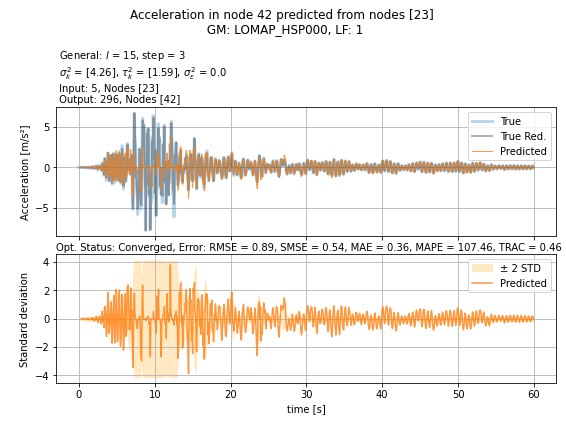 Acceleration in node 42 predicted from nodes [23]
GM: LOMAP_HSP000, LF: 1
General: l = 15, step = 3
σ²ₖ = [4.26], τ²ₖ = [1.59], σ²ε = 0.0
Input: 5, Nodes [23]
Output: 296, Nodes [42]
Acceleration [m/s²]
5
0
−5
True
True Red.
Predicted
Opt. Status: Converged, Error: RMSE = 0.89, SMSE = 0.54, MAE = 0.36, MAPE = 107.46, TRAC = 0.46
Standard deviation
4
2
0
−2
−4
± 2 STD
Predicted
0 10 20 30 40 50 60
time [s]